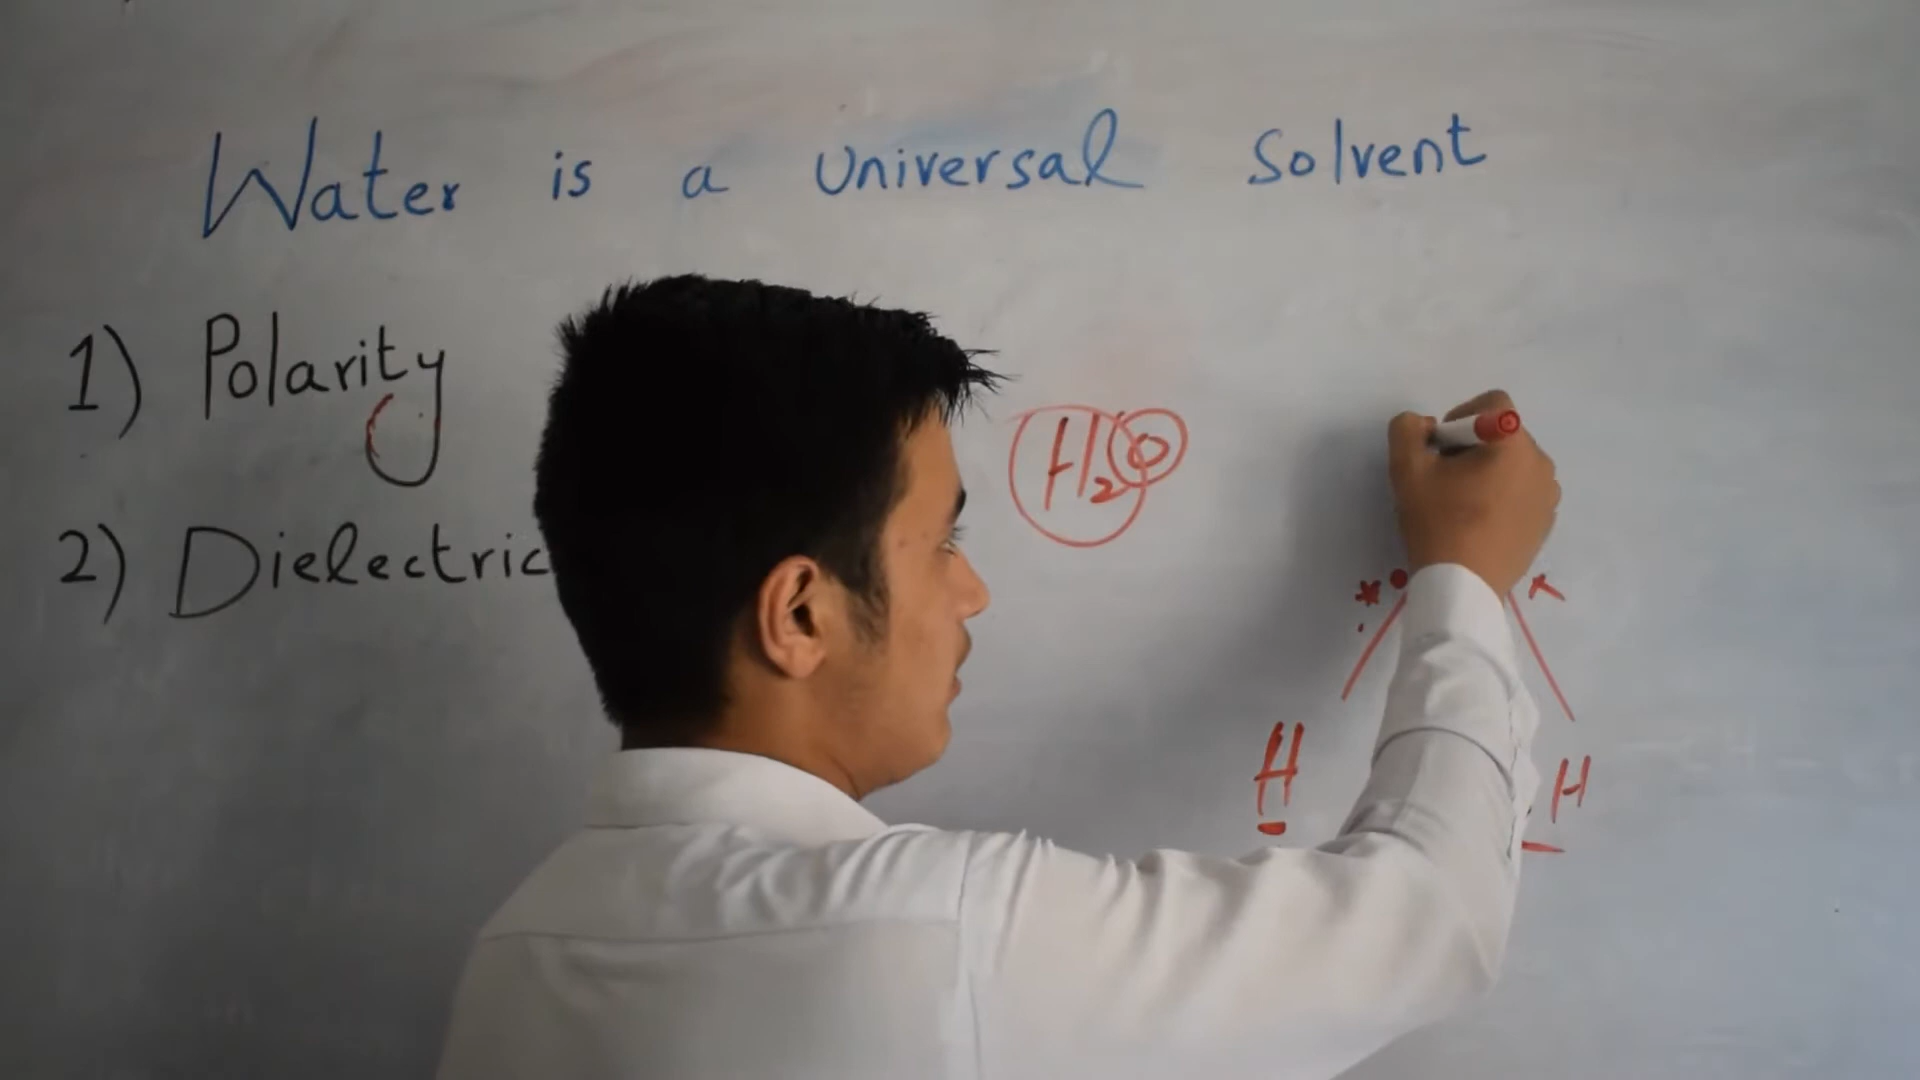 Water is a universal solvent
1) Polarity
H₂O
2) Dielectric
H H